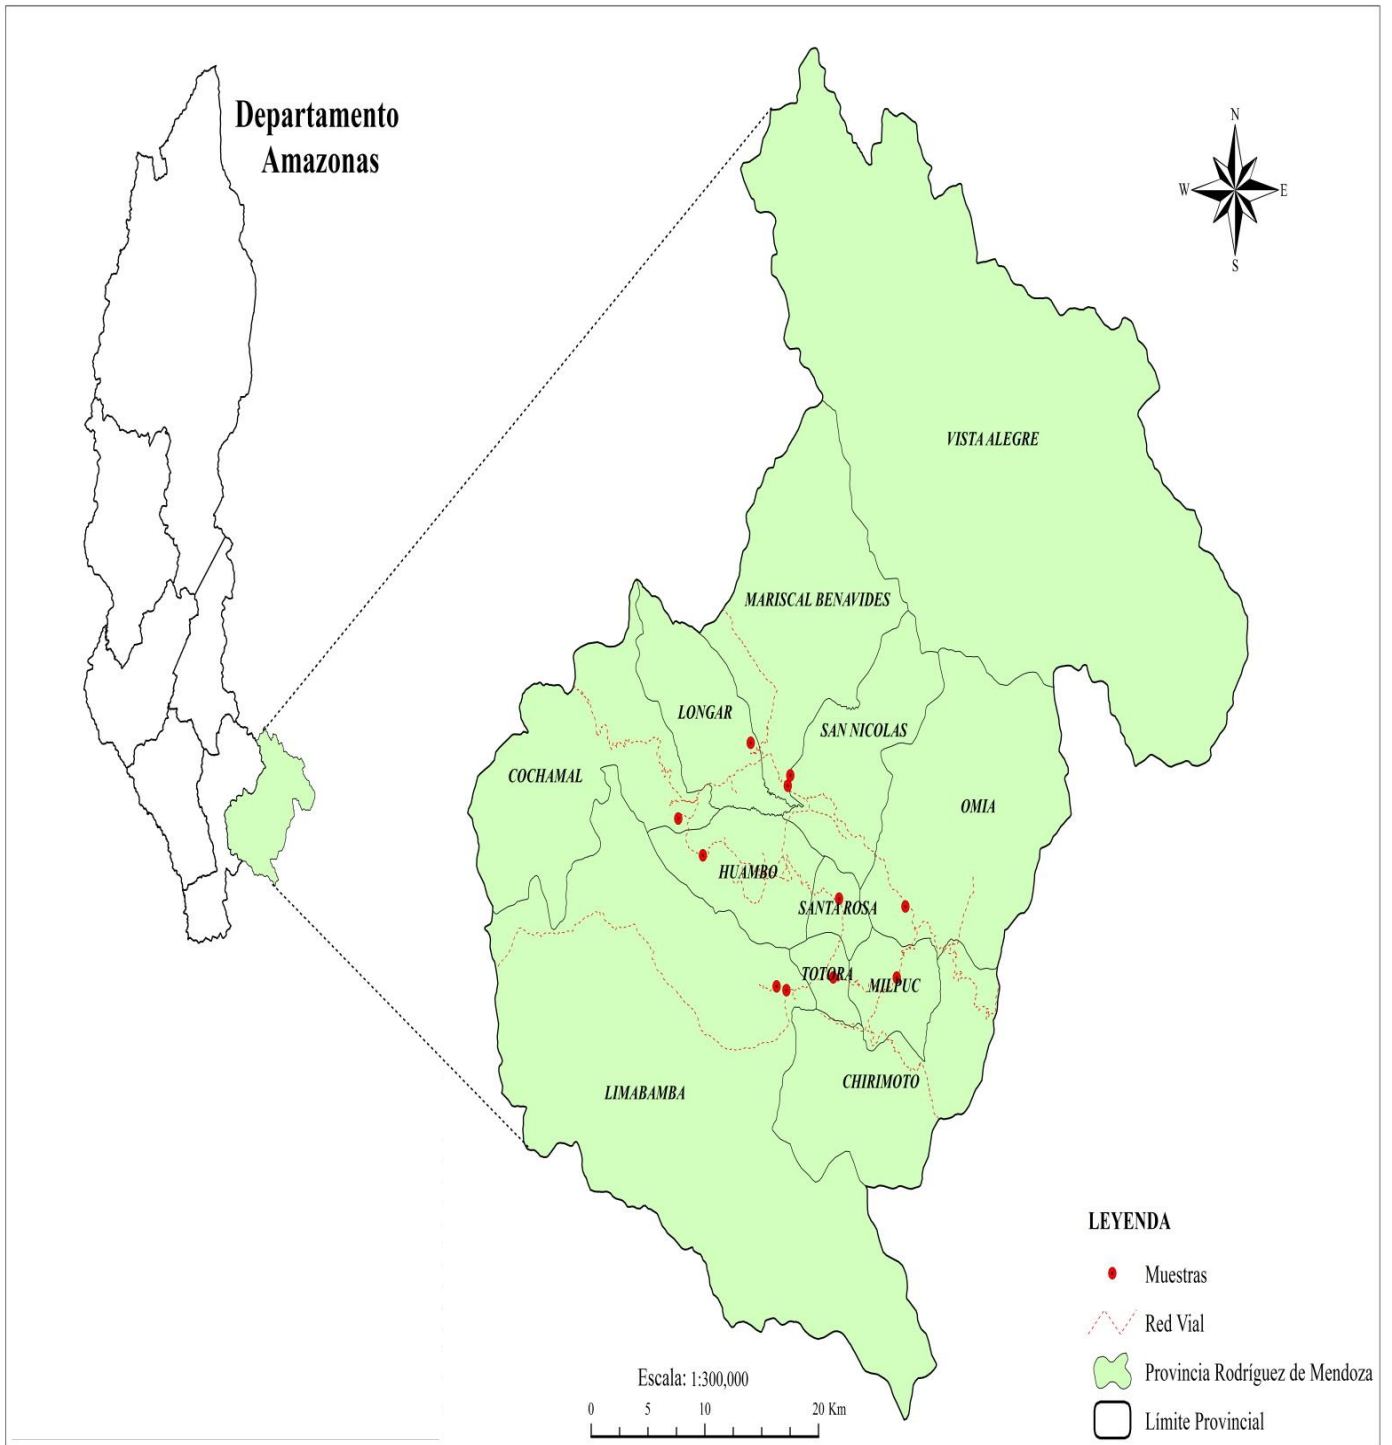 Departamento
Amazonas
N
W
E
S
VISTA ALEGRE
MARISCAL BENAVIDES
LONGAR
SAN NICOLAS
COCHAMAL
OMIA
HUAMBO
SANTA ROSA
TOTORA
MILPUC
CHIRIMOTO
LIMABAMBA
LEYENDA
Muestras
Red Vial
Provincia Rodríguez de Mendoza
Límite Provincial
Escala: 1:300,000
0 5 10 20 Km